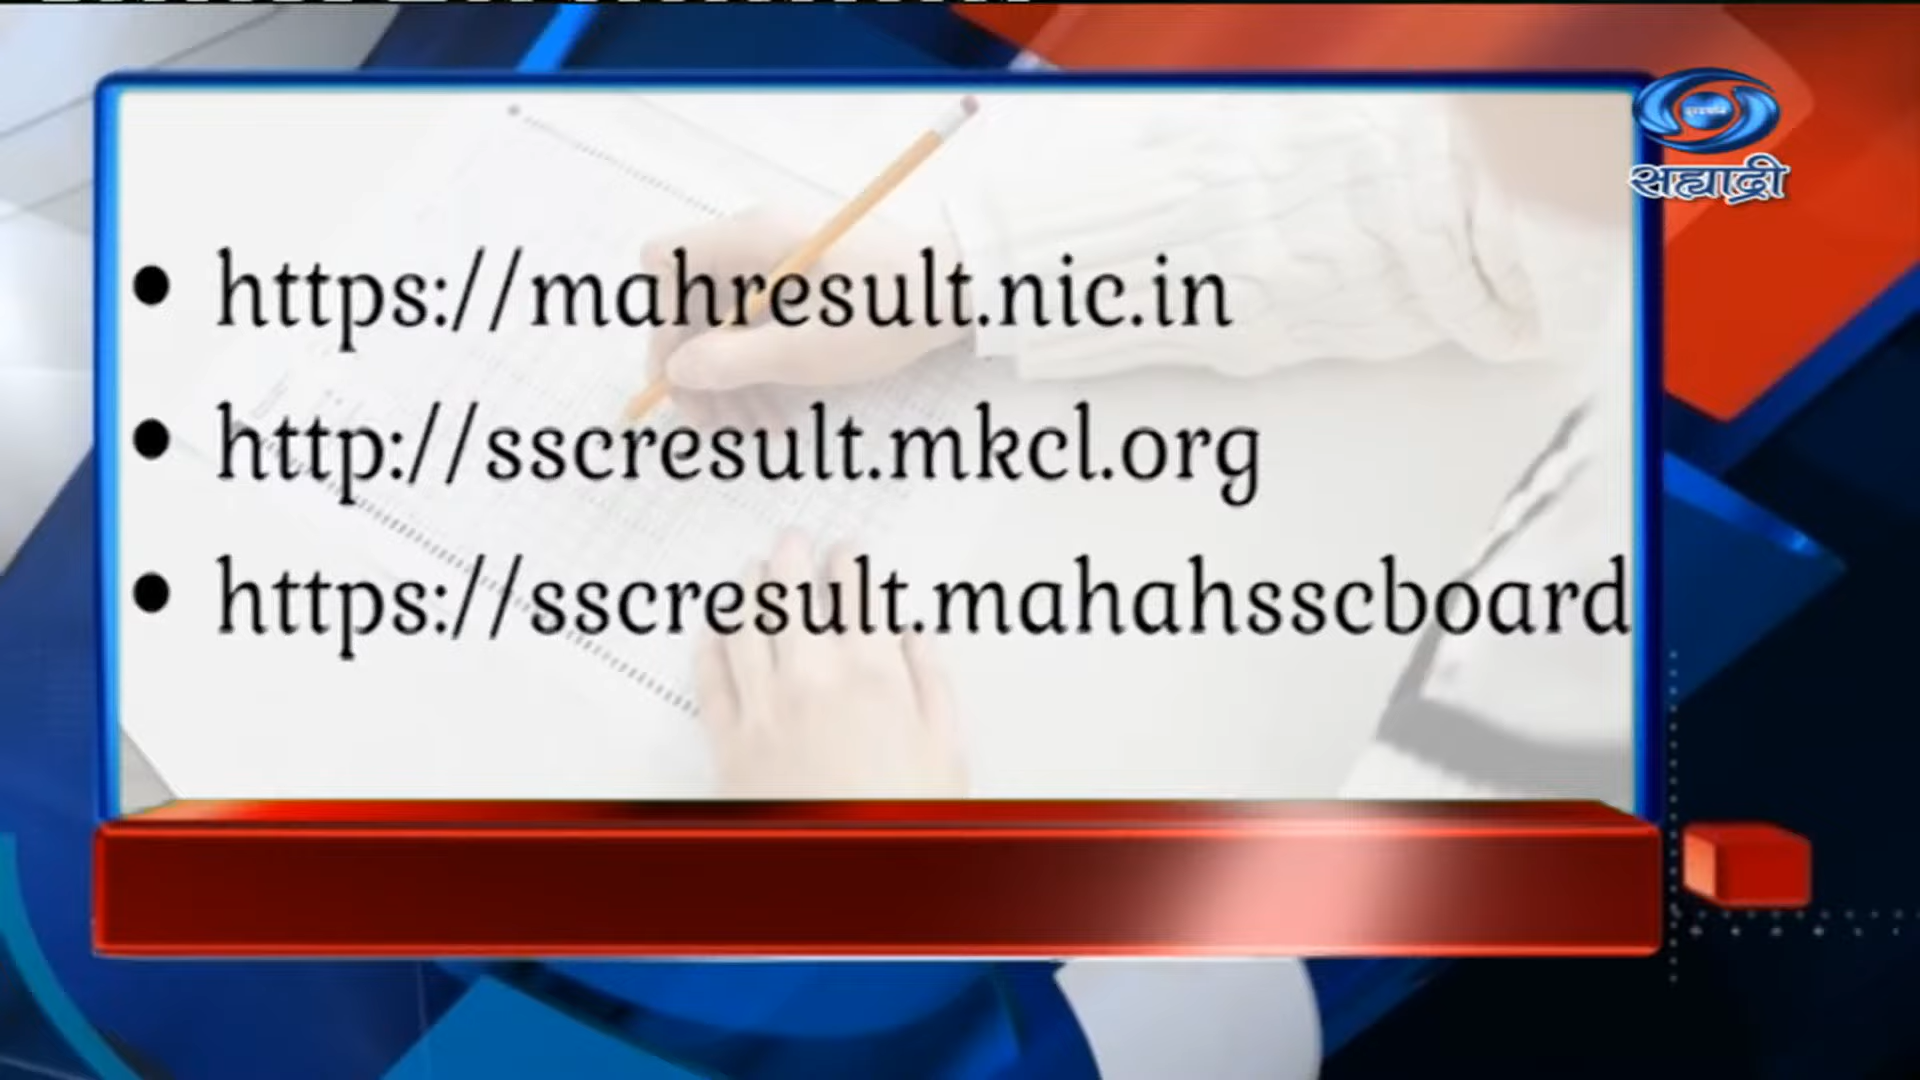 सह्याद्री
• https://mahresult.nic.in
• http://sscresult.mkcl.org
• https://sscresult.mahahsscboard